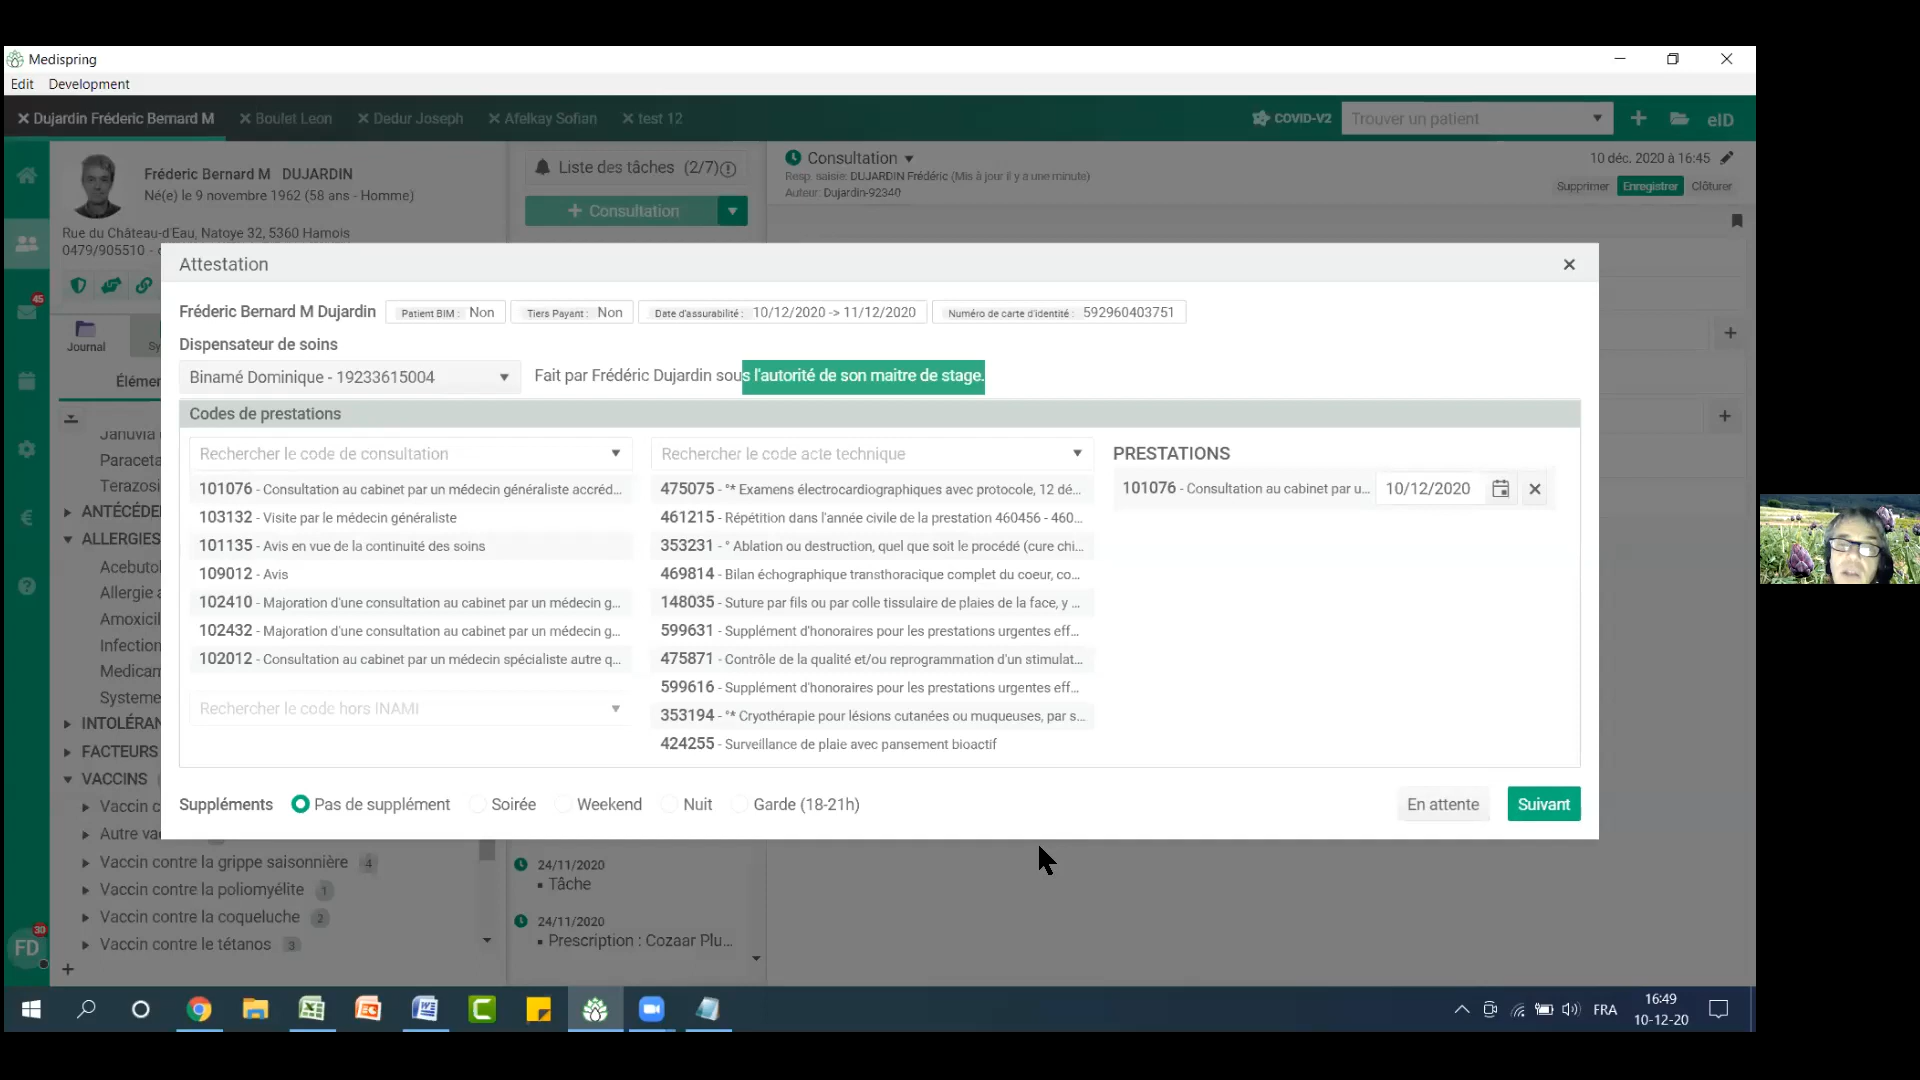 Medispring
Edit Development
Dujardin Fréderic Bernard M Boulet Leon Dedur Joseph Afelkay Sofian test 12 COVID-V2 Trouver un patient eID
Fréderic Bernard M DUJARDIN
Né(e) le 9 novembre 1962 (58 ans - Homme)
Rue du Château-d'Eau, Natoye 32, 5360 Hamois
0479/905510 -
Liste des tâches (2/7)
+ Consultation
Consultation
10 déc. 2020 à 16:45
Resp. saisie: DUJARDIN Frédéric (Mis à jour il y a une minute)
Auteur: Dujardin-92340
Supprimer Enregistrer Clôturer
45
Journal
Sy
Élémer
Januvia
Paraceta
Terazosi
ANTÉCÉDE
ALLERGIES
Acebuto
Allergie a
Amoxicil
Infection
Medicam
Systeme
INTOLÉRAN
FACTEURS
VACCINS
Vaccin c
Autre va
Vaccin contre la grippe saisonnière 4
Vaccin contre la poliomyélite 1
Vaccin contre la coqueluche 2
Vaccin contre le tétanos 3
30
FD
Attestation
Fréderic Bernard M Dujardin Patient BIM : Non Tiers Payant : Non Date d'assurabilité : 10/12/2020 -> 11/12/2020 Numéro de carte d'identité : 592960403751
Dispensateur de soins
Binamé Dominique - 19233615004 Fait par Frédéric Dujardin sous l'autorité de son maitre de stage.
Codes de prestations
Rechercher le code de consultation
101076 - Consultation au cabinet par un médecin généraliste accréd...
103132 - Visite par le médecin généraliste
101135 - Avis en vue de la continuité des soins
109012 - Avis
102410 - Majoration d'une consultation au cabinet par un médecin g...
102432 - Majoration d'une consultation au cabinet par un médecin g...
102012 - Consultation au cabinet par un médecin spécialiste autre q...
Rechercher le code hors INAMI
Rechercher le code acte technique
475075 - °* Examens électrocardiographiques avec protocole, 12 dé...
461215 - Répétition dans l'année civile de la prestation 460456 - 460...
353231 - ° Ablation ou destruction, quel que soit le procédé (cure chi...
469814 - Bilan échographique transthoracique complet du coeur, co...
148035 - Suture par fils ou par colle tissulaire de plaies de la face, y ...
599631 - Supplément d'honoraires pour les prestations urgentes eff...
475871 - Contrôle de la qualité et/ou reprogrammation d'un stimulat...
599616 - Supplément d'honoraires pour les prestations urgentes eff...
353194 - °* Cryothérapie pour lésions cutanées ou muqueuses, par s...
424255 - Surveillance de plaie avec pansement bioactif
PRESTATIONS
101076 - Consultation au cabinet par u... 10/12/2020
Suppléments Pas de supplément Soirée Weekend Nuit Garde (18-21h)
En attente Suivant
24/11/2020
Tâche
24/11/2020
Prescription : Cozaar Plu...
FRA
16:49
10-12-20